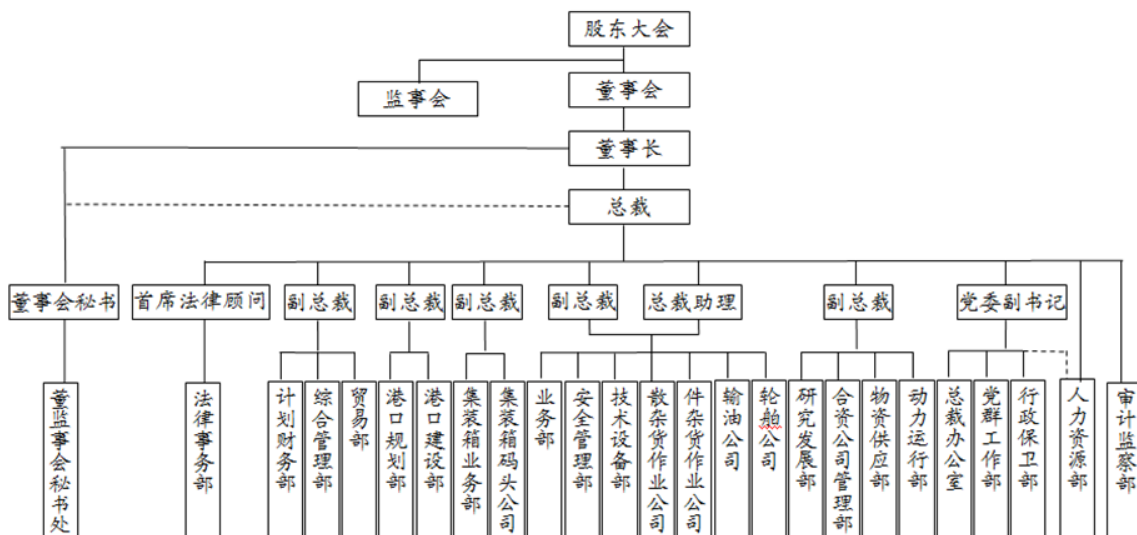 股东大会
监事会
董事会
董事长
总裁
董事会秘书
首席法律顾问
副总裁
副总裁
副总裁
副总裁
总裁助理
副总裁
党委副书记
董监事会秘书处
法律事务部
计划财务部
综合管理部
贸易部
港口规划部
港口建设部
集装箱业务部
集装箱码头公司
业务部
安全管理部
技术设备部
散杂货作业公司
件杂货作业公司
输油公司
轮舶公司
研究发展部
合资公司管理部
物资供应部
动力运行部
总裁办公室
党群工作部
行政保卫部
人力资源部
审计监察部